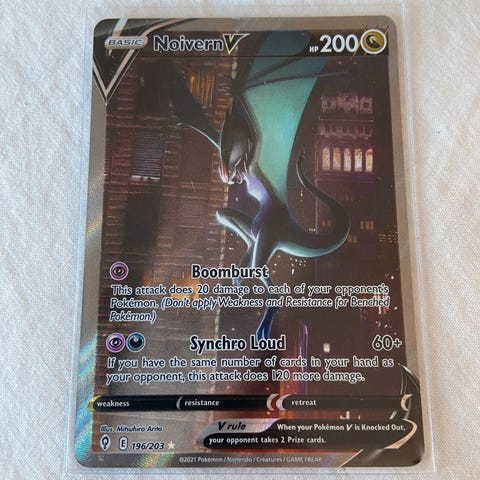 BASIC Noivern V HP 200
Boomburst
This attack does 20 damage to each of your opponent's
Pokémon. (Don't apply Weakness and Resistance for Benched
Pokémon.)
Synchro Loud 60+
If you have the same number of cards in your hand as
your opponent, this attack does 120 more damage.
weakness resistance retreat
Illus. Mitsuhiro Arita
E 196/203
V rule When your Pokémon V is Knocked Out,
your opponent takes 2 Prize cards.
©2021 Pokémon / Nintendo / Creatures / GAME FREAK